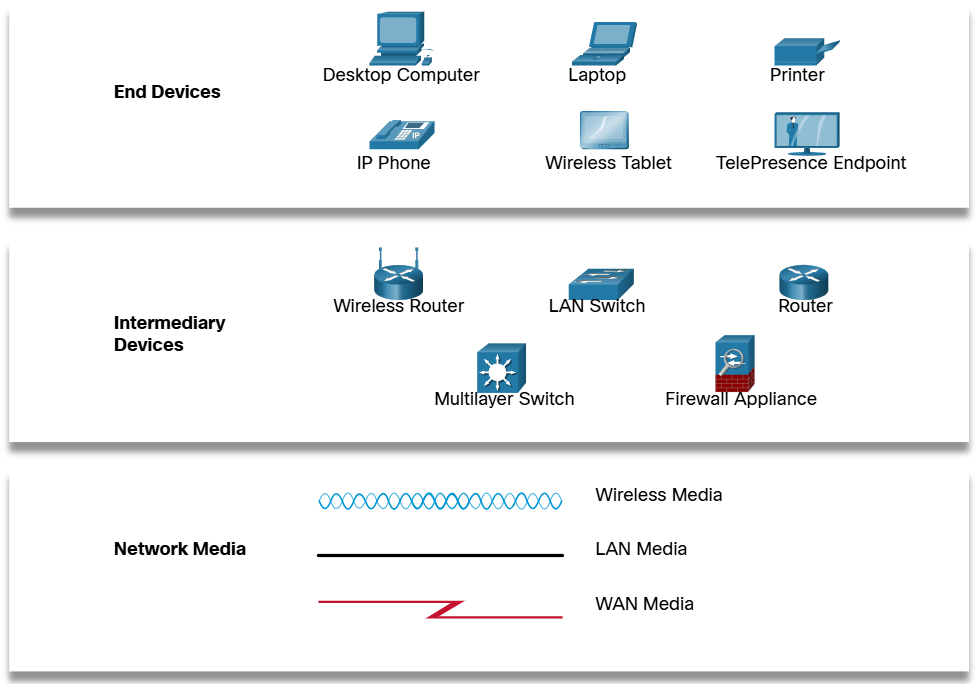 End Devices
Desktop Computer
Laptop
Printer
IP
IP Phone
Wireless Tablet
TelePresence Endpoint
Intermediary
Devices
Wireless Router
LAN Switch
Router
Multilayer Switch
Firewall Appliance
Network Media
Wireless Media
LAN Media
WAN Media